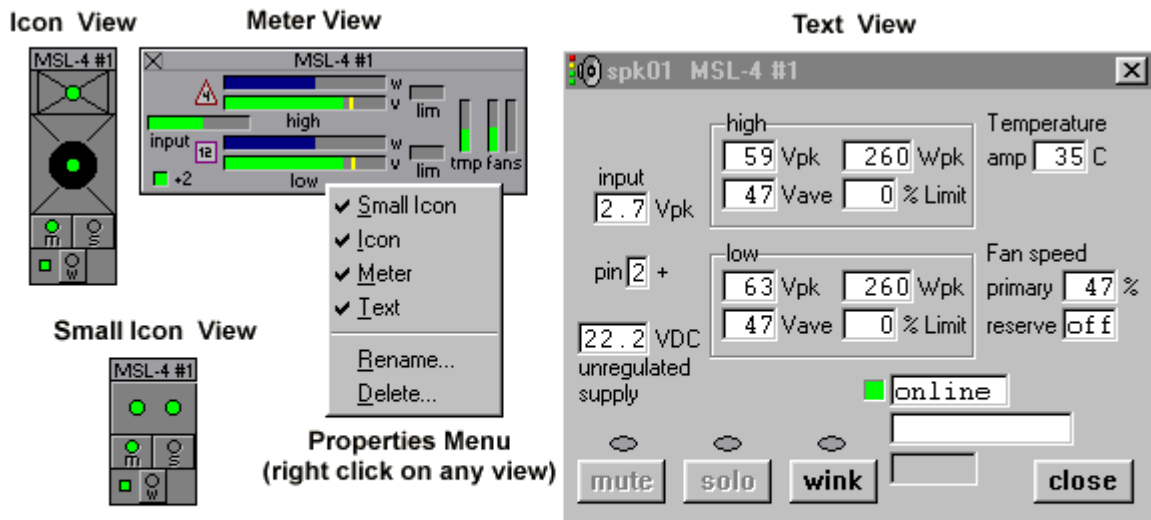 Icon View
MSL-4 #1
m
s
w
Small Icon View
MSL-4 #1
m
s
w
Meter View
MSL-4 #1
4
w
v
lim
high
input
12
w
v
lim
low
+2
tmp fans
Small Icon
Icon
Meter
Text
Rename...
Delete...
Properties Menu
(right click on any view)
Text View
spk01 MSL-4 #1
input
2.7 Vpk
pin 2 +
22.2 VDC
unregulated
supply
high
59 Vpk 260 Wpk
47 Vave 0 % Limit
low
63 Vpk 260 Wpk
47 Vave 0 % Limit
Temperature
amp 35 C
Fan speed
primary 47 %
reserve off
online
mute
solo
wink
close